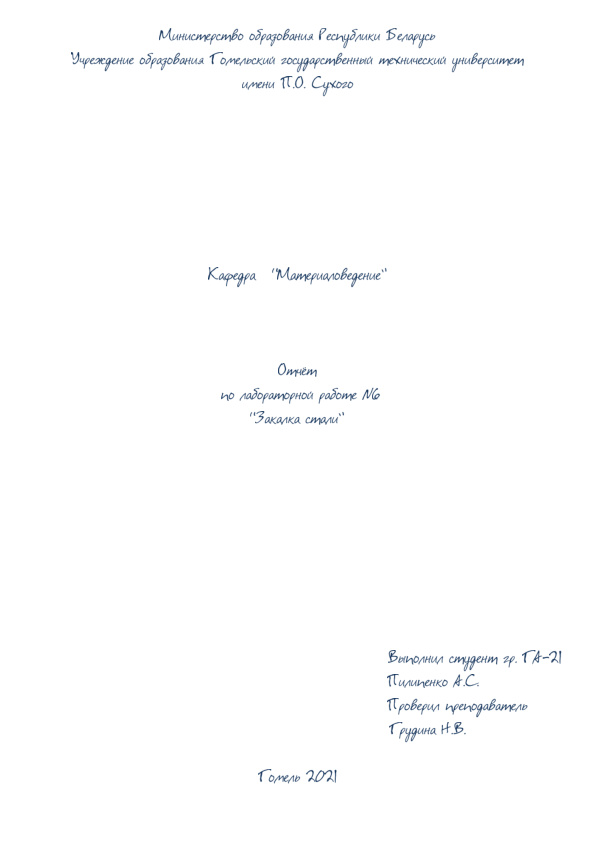 Министерство образования Республики Беларусь
Учреждение образования Гомельский государственный технический университет
имени П.О. Сухого
Кафедра "Материаловедение"
Отчёт
по лабораторной работе N6
"Закалка стали"
Выполнил студент гр. ГА-21
Пилипенко А.С.
Проверил преподаватель
Грудина Н.В.
Гомель 2021